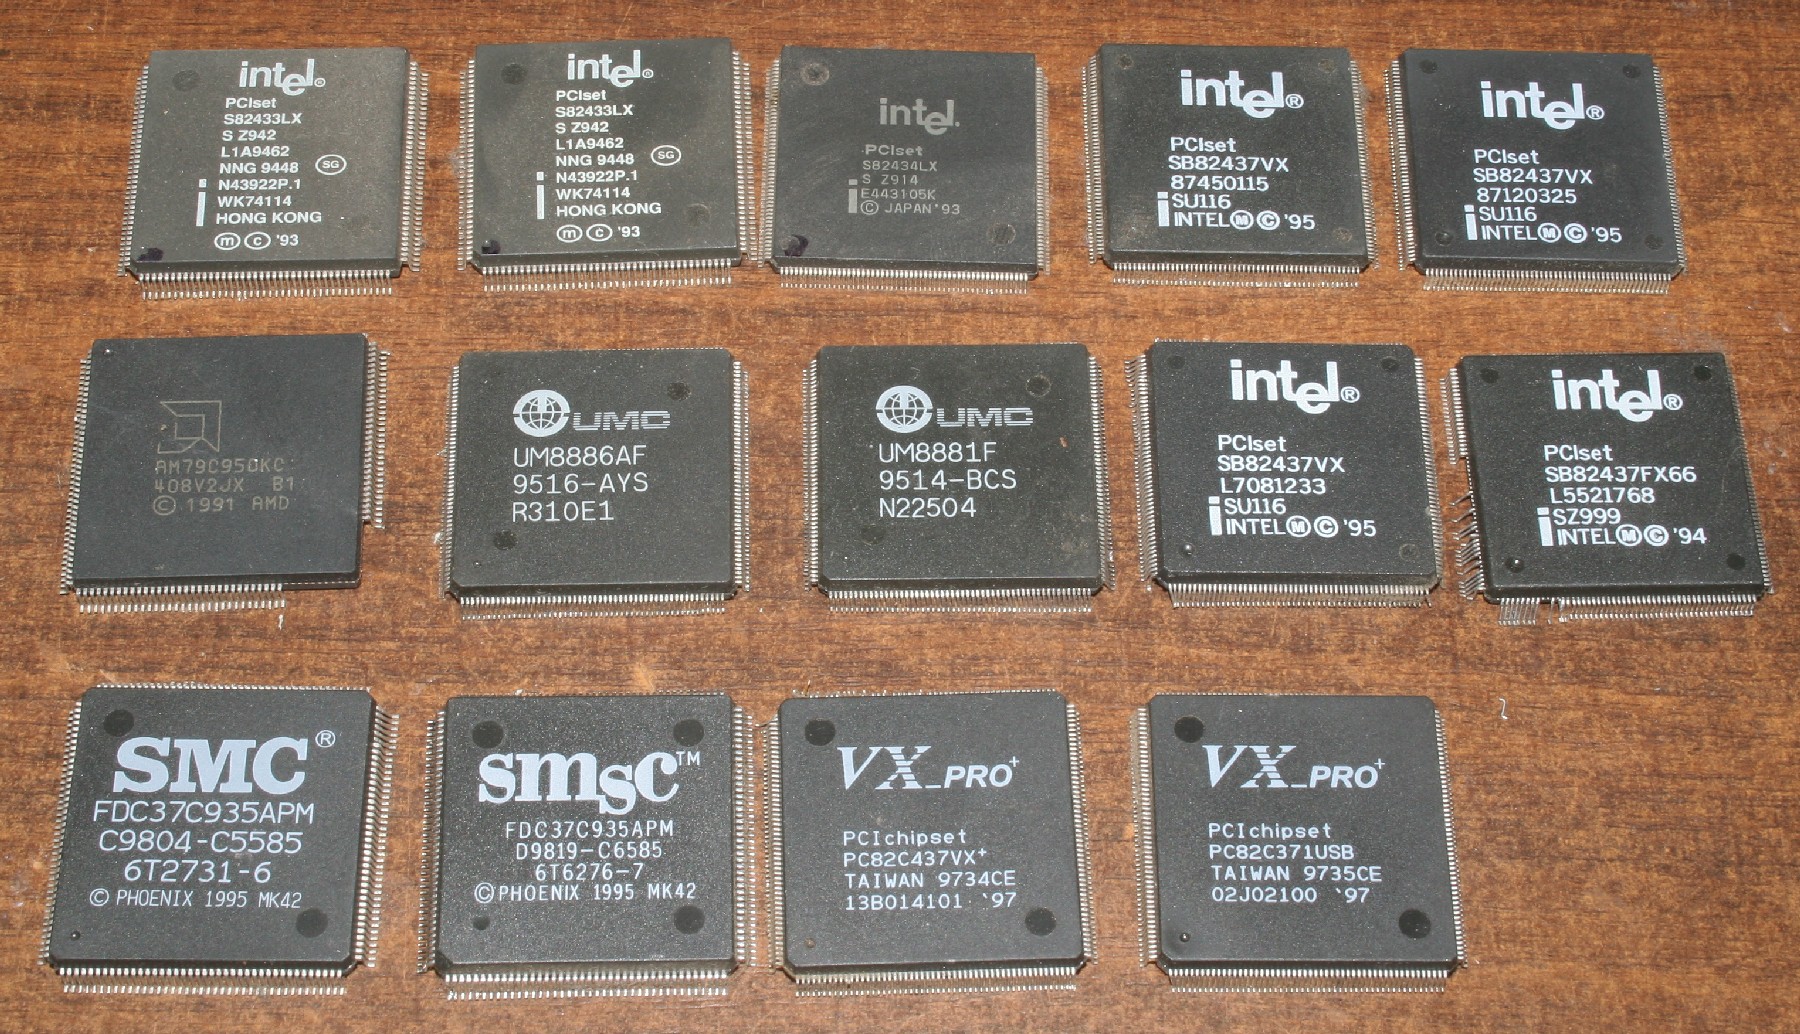 intel®
PCIset
S82433LX
S Z942
L1A9462
NNG 9448 SG
N43922P.1
WK74114
HONG KONG
m c '93
intel®
PCIset
S82433LX
S Z942
L1A9462
NNG 9448 SG
N43922P.1
WK74114
HONG KONG
m c '93
intel®
PCIset
S82434LX
S Z914
E443105K
© JAPAN '93
intel®
PCIset
SB82437VX
87450115
SU116
INTEL Ⓜ © '95
intel®
PCIset
SB82437VX
87120325
SU116
INTEL Ⓜ © '95
AM79C950KC
408V2JX B1
© 1991 AMD
UMC
UM8886AF
9516-AYS
R310E1
UMC
UM8881F
9514-BCS
N22504
intel®
PCIset
SB82437VX
L7081233
SU116
INTEL Ⓜ © '95
intel®
PCIset
SB82437FX66
L5521768
SZ999
INTEL Ⓜ © '94
SMC®
FDC37C935APM
C9804-C5585
6T2731-6
© PHOENIX 1995 MK42
smsc™
FDC37C935APM
D9819-C6585
6T6276-7
© PHOENIX 1995 MK42
VX_PRO+
PCIchipset
PC82C437VX+
TAIWAN 9734CE
13B014101 '97
VX_PRO+
PCIchipset
PC82C371USB
TAIWAN 9735CE
02J02100 '97